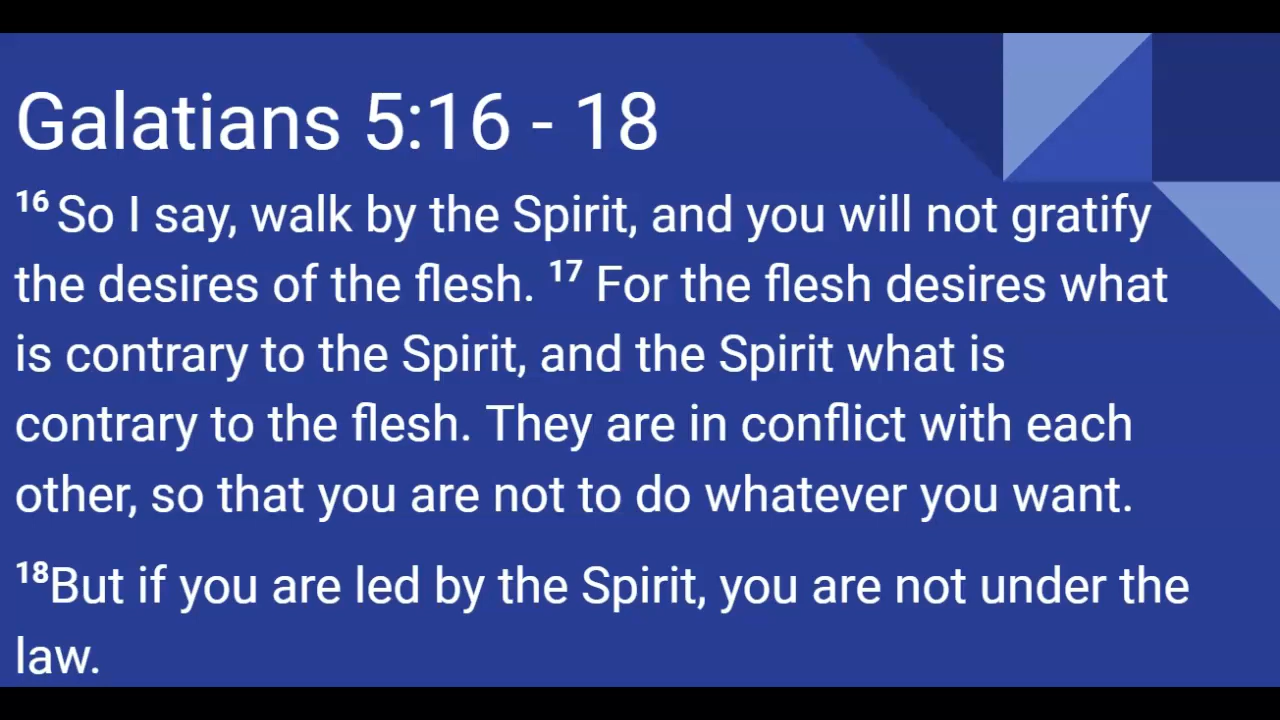 Galatians 5:16 - 18
16 So I say, walk by the Spirit, and you will not gratify
the desires of the flesh. 17 For the flesh desires what
is contrary to the Spirit, and the Spirit what is
contrary to the flesh. They are in conflict with each
other, so that you are not to do whatever you want.
18But if you are led by the Spirit, you are not under the
law.